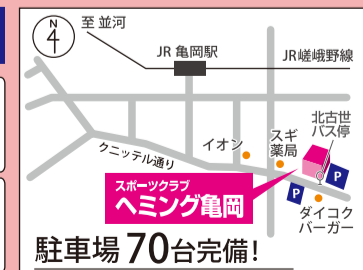 N
至 並河
JR 亀岡駅
JR嵯峨野線
北古世
バス停
イオン
スギ
薬局
クニッテル通り
P
スポーツクラブ
ヘミング亀岡
P
ダイコク
バーガー
駐車場70台完備!